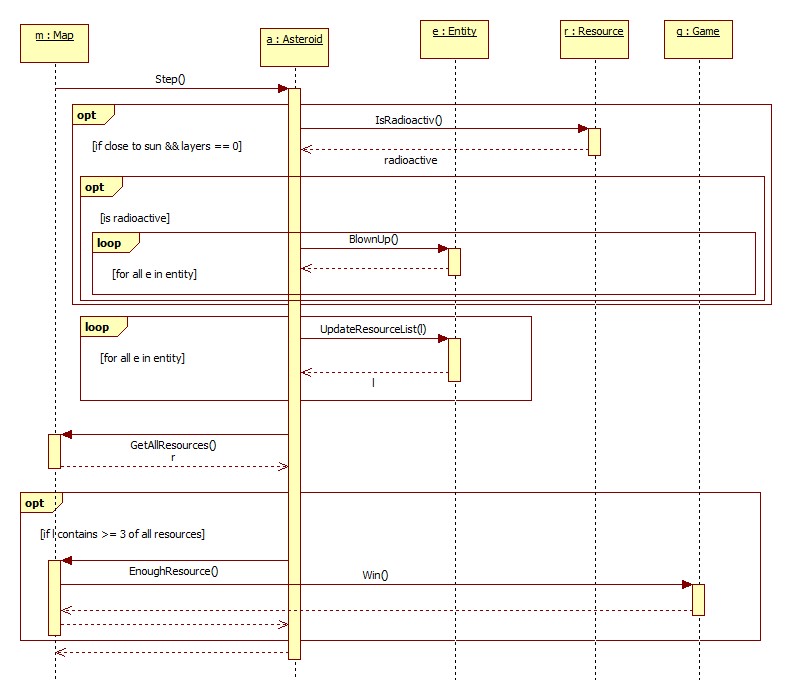 m : Map
a : Asteroid
e : Entity
r : Resource
g : Game
Step()
opt
IsRadioactiv()
[if close to sun && layers == 0]
radioactive
opt
[is radioactive]
loop
BlownUp()
[for all e in entity]
loop
UpdateResourceList(l)
[for all e in entity]
l
GetAllResources()
r
opt
[if l contains >= 3 of all resources]
EnoughResource()
Win()